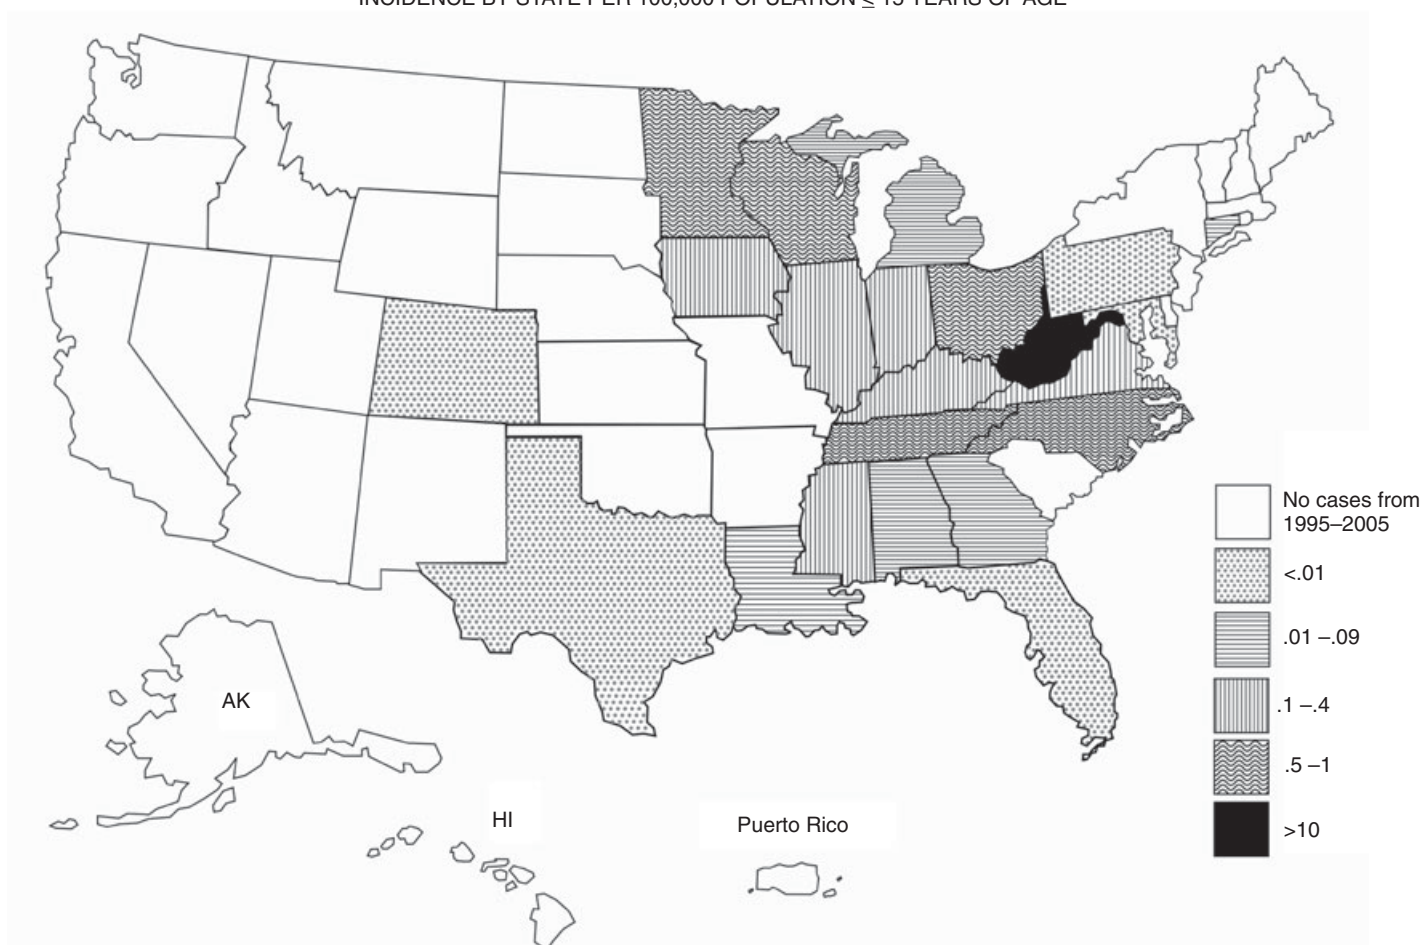 INCIDENCE BY STATE PER 100,000 POPULATION ≤ 15 YEARS OF AGE
No cases from
1995–2005
<.01
.01 –.09
.1 –.4
.5 –1
>10
AK
HI
Puerto Rico